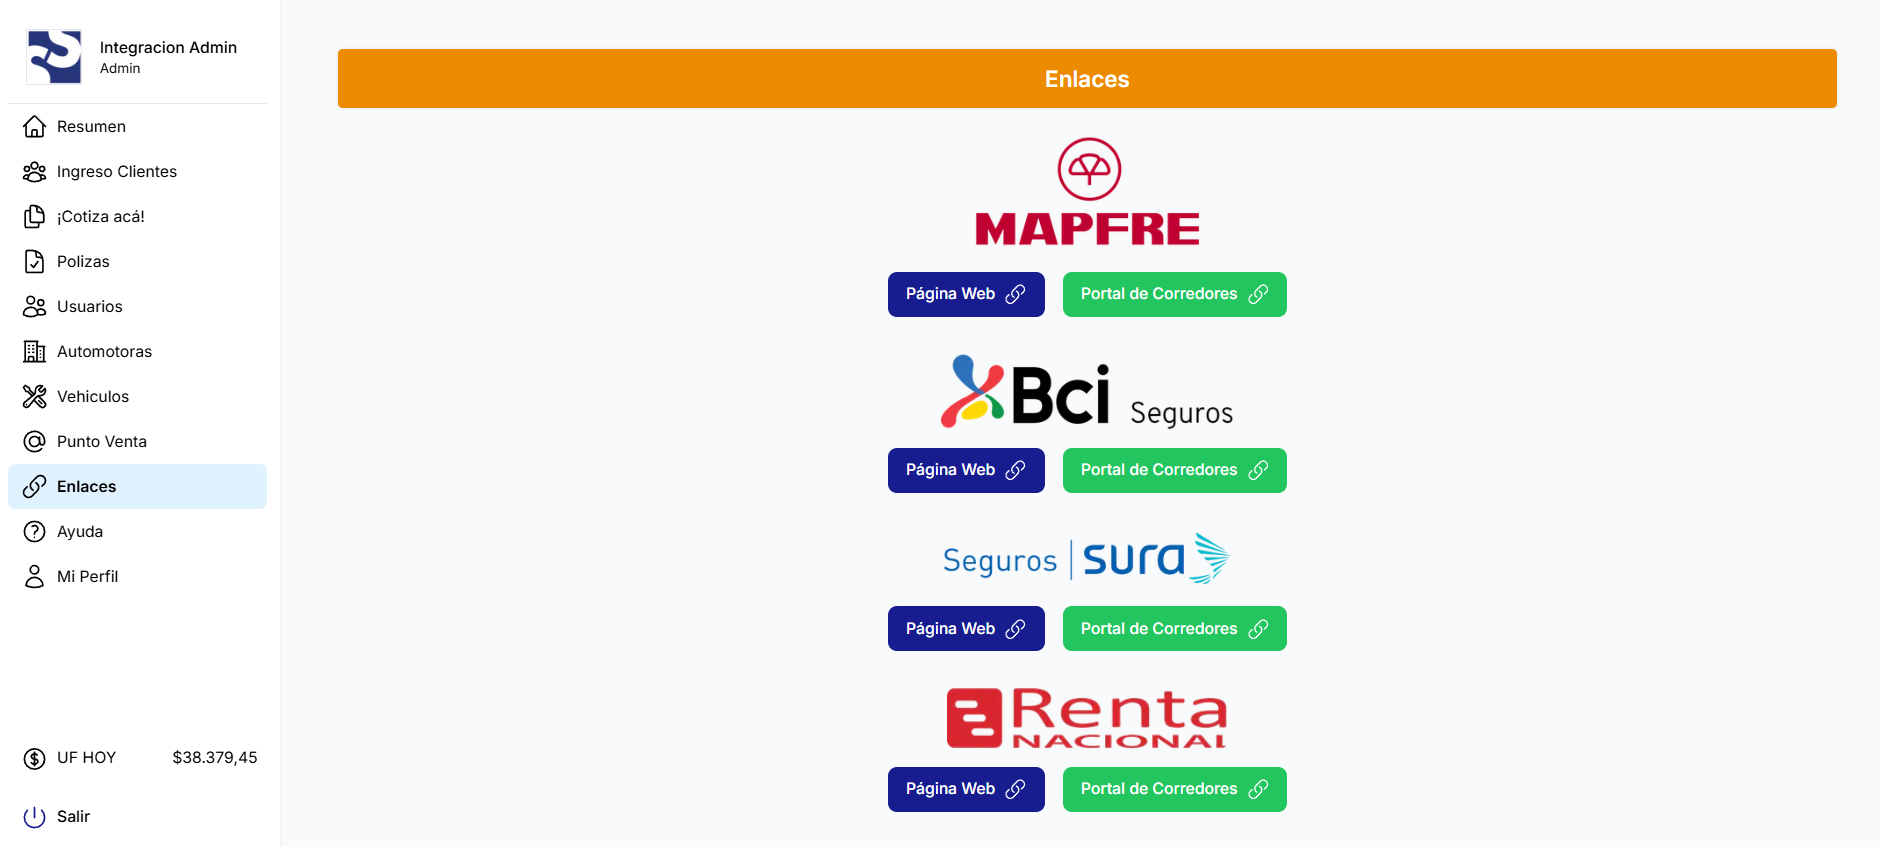 Integracion Admin
Admin
Resumen
Ingreso Clientes
¡Cotiza acá!
Polizas
Usuarios
Automotoras
Vehiculos
Punto Venta
Enlaces
Ayuda
Mi Perfil
UF HOY $38.379,45
Salir
Enlaces
MAPFRE
Página Web Portal de Corredores
Bci Seguros
Página Web Portal de Corredores
Seguros sura
Página Web Portal de Corredores
Renta
NACIONAL
Página Web Portal de Corredores